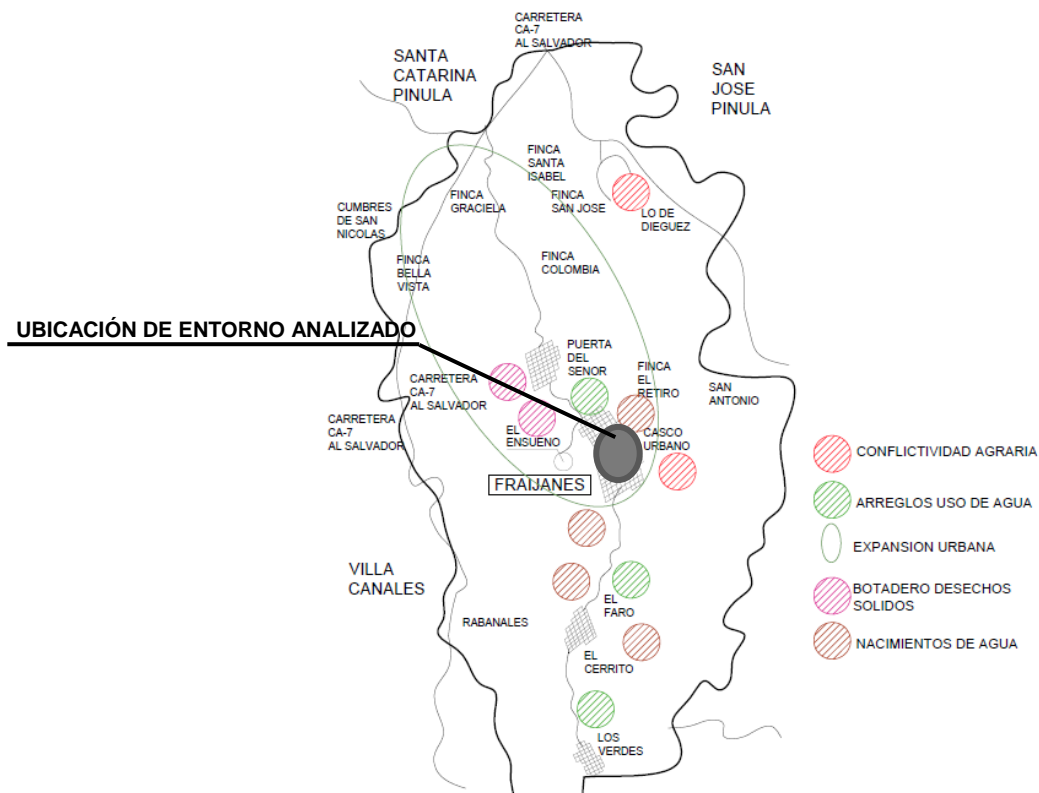 CARRETERA
CA-7
AL SALVADOR
SANTA
CATARINA
PINULA
SAN
JOSE
PINULA
FINCA
SANTA
ISABEL
FINCA
GRACIELA
FINCA
SAN JOSE
LO DE
DIEGUEZ
CUMBRES
DE SAN
NICOLAS
FINCA
BELLA
VISTA
FINCA
COLOMBIA
UBICACIÓN DE ENTORNO ANALIZADO
PUERTA
DEL
SENOR
FINCA
EL
RETIRO
SAN
ANTONIO
CARRETERA
CA-7
AL SALVADOR
CARRETERA
CA-7
AL SALVADOR
EL
ENSUENO
CASCO
URBANO
FRAIJANES
CONFLICTIVIDAD AGRARIA
ARREGLOS USO DE AGUA
EXPANSION URBANA
BOTADERO DESECHOS
SOLIDOS
NACIMIENTOS DE AGUA
VILLA
CANALES
RABANALES
EL
FARO
EL
CERRITO
LOS
VERDES